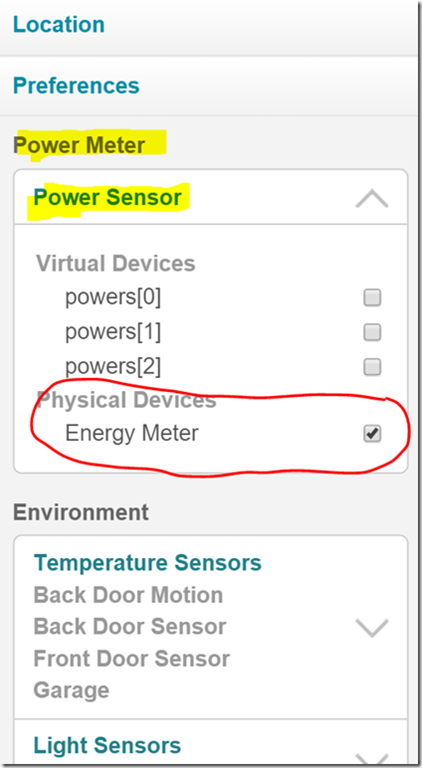 Location
Preferences
Power Meter
Power Sensor
Virtual Devices
powers[0]
powers[1]
powers[2]
Physical Devices
Energy Meter
Environment
Temperature Sensors
Back Door Motion
Back Door Sensor
Front Door Sensor
Garage
Light Sensors